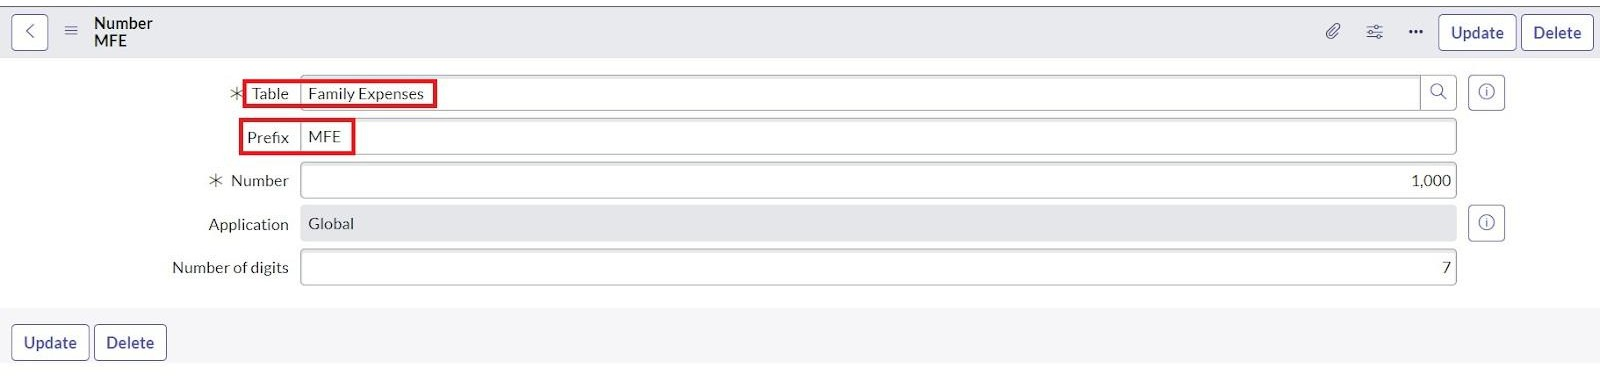 Number
MFE
Update Delete
Table Family Expenses
Prefix MFE
Number 1,000
Application Global
Number of digits 7
Update Delete